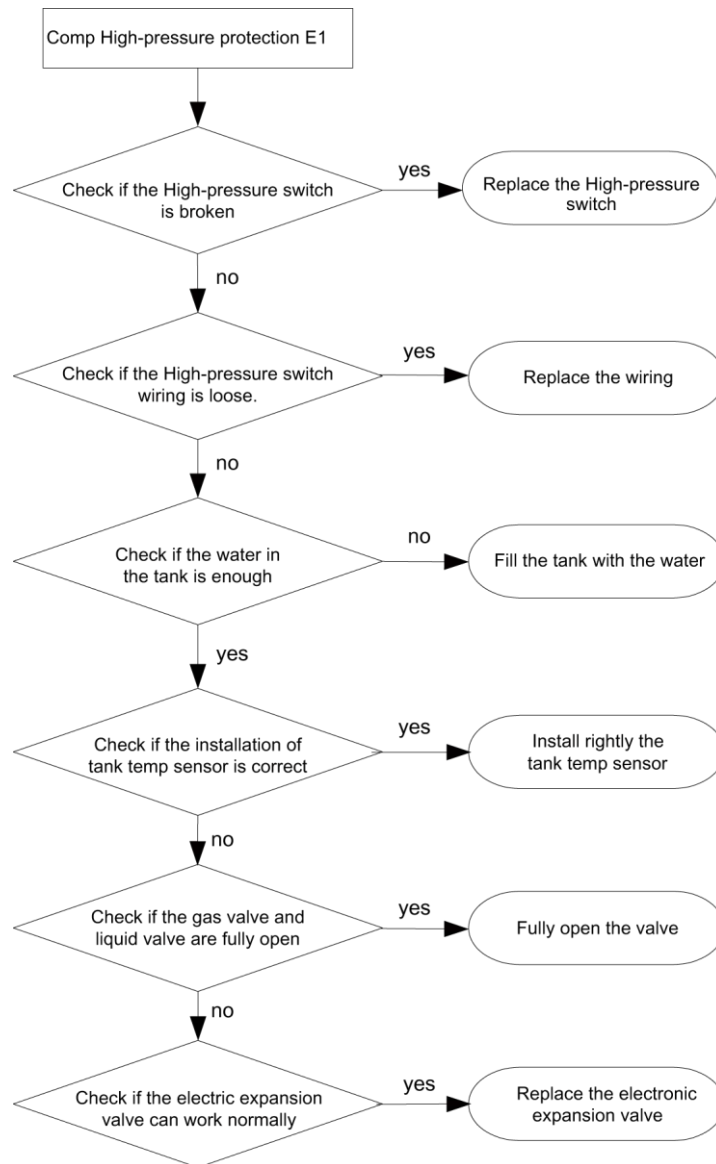 Comp High-pressure protection E1
Check if the High-pressure switch
is broken
yes
Replace the High-pressure
switch
no
Check if the High-pressure switch
wiring is loose.
yes
Replace the wiring
no
Check if the water in
the tank is enough
no
Fill the tank with the water
yes
Check if the installation of
tank temp sensor is correct
yes
Install rightly the
tank temp sensor
no
Check if the gas valve and
liquid valve are fully open
yes
Fully open the valve
no
Check if the electric expansion
valve can work normally
yes
Replace the electronic
expansion valve